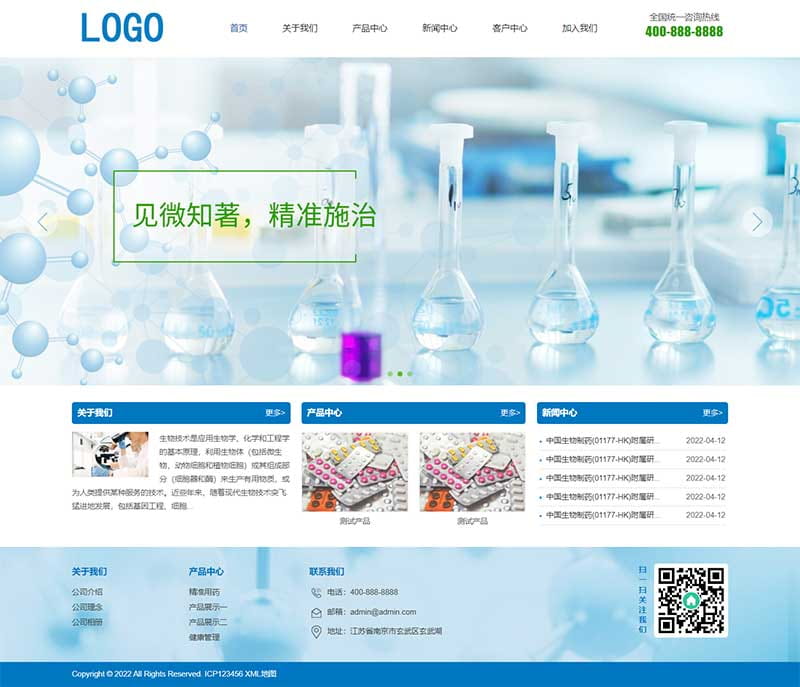 LOGO
首页 关于我们 产品中心 新闻中心 客户中心 加入我们
全国统一咨询热线
400-888-8888
见微知著，精准施治
关于我们 更多>
生物技术是应用生物学、化学和工程学
的基本原理，利用生物体（包括微生
物、动物细胞和植物细胞）或其组成部
分（细胞器和酶）来生产有用物质，或
为人类提供某种服务的技术。近些年来，随着现代生物技术突飞
猛进地发展，包括基因工程、细胞...
产品中心 更多>
测试产品 测试产品
新闻中心 更多>
中国生物制药(01177-HK)附属研... 2022-04-12
中国生物制药(01177-HK)附属研... 2022-04-12
中国生物制药(01177-HK)附属研... 2022-04-12
中国生物制药(01177-HK)附属研... 2022-04-12
中国生物制药(01177-HK)附属研... 2022-04-12
关于我们
公司介绍
公司理念
公司相册
产品中心
精准用药
产品展示一
产品展示二
健康管理
联系我们
电话：400-888-8888
邮箱：admin@admin.com
地址：江苏省南京市玄武区玄武湖
扫一扫关注我们
Copyright © 2022 All Rights Reserved. ICP123456 XML地图